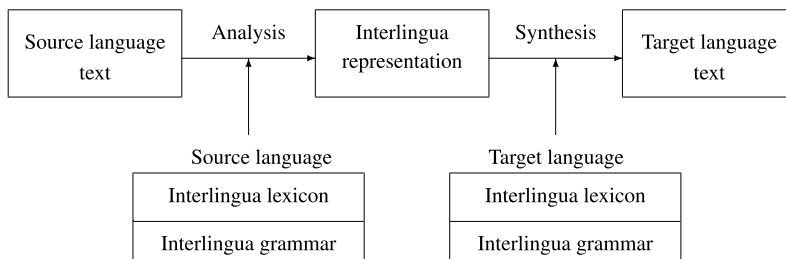 Source language
text
Analysis
Interlingua
representation
Synthesis
Target language
text
Source language
Interlingua lexicon
Interlingua grammar
Target language
Interlingua lexicon
Interlingua grammar